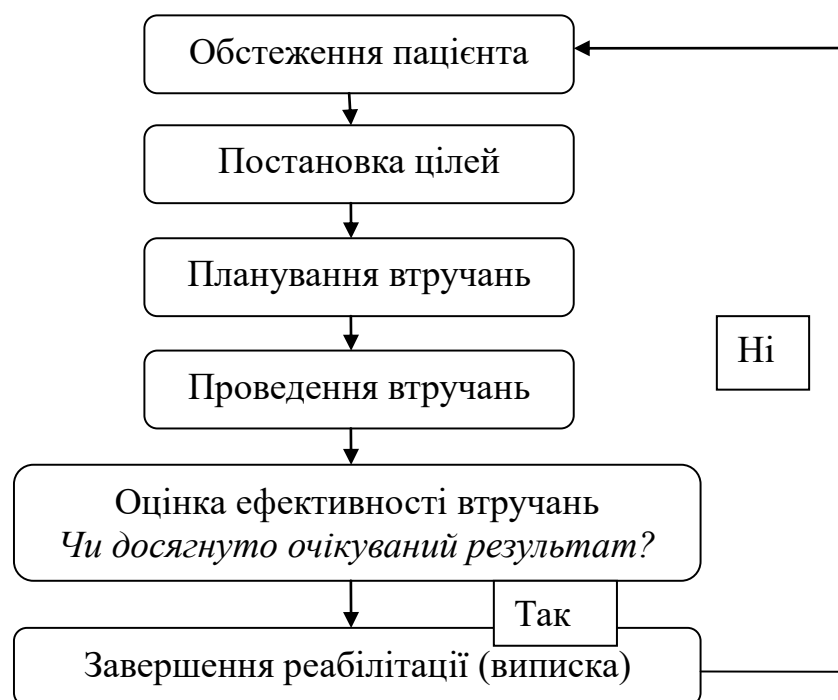 Обстеження пацієнта
Постановка цілей
Планування втручань
Ні
Проведення втручань
Оцінка ефективності втручань
Чи досягнуто очікуваний результат?
Так
Завершення реабілітації (виписка)